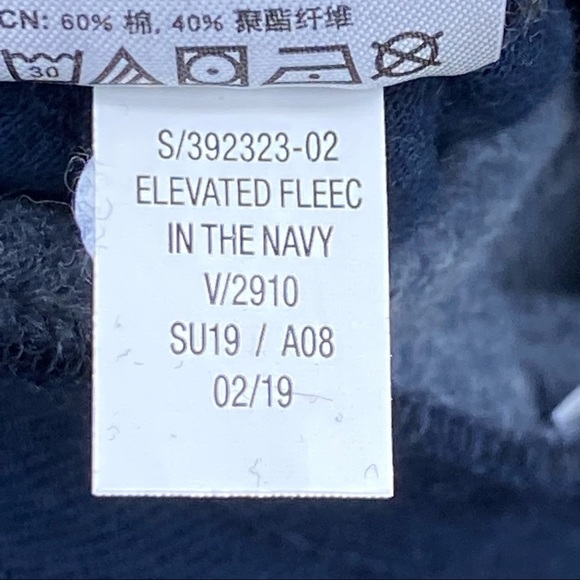 CN: 60% 棉, 40% 聚酯纤维
30
S/392323-02
ELEVATED FLEEC
IN THE NAVY
V/2910
SU19 / A08
02/19